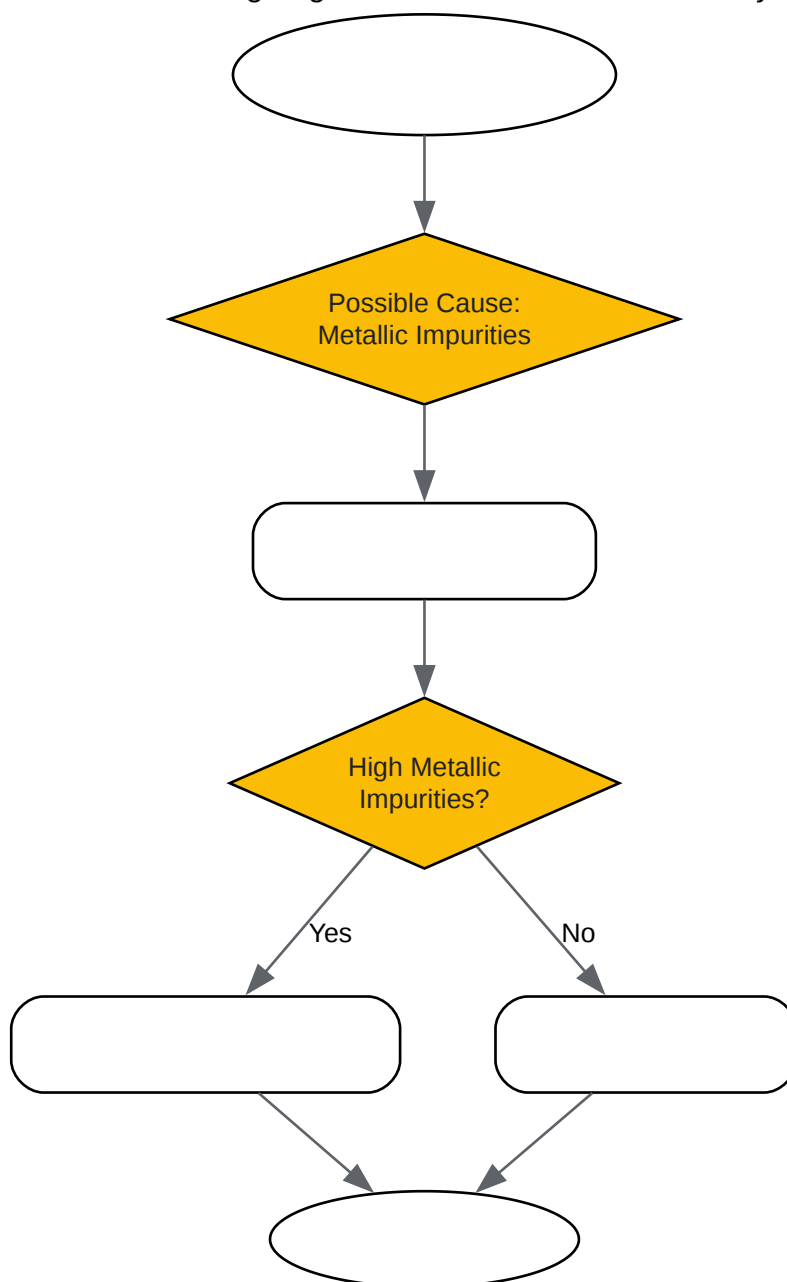 Possible Cause:
Metallic Impurities
High Metallic
Impurities?
Yes
No